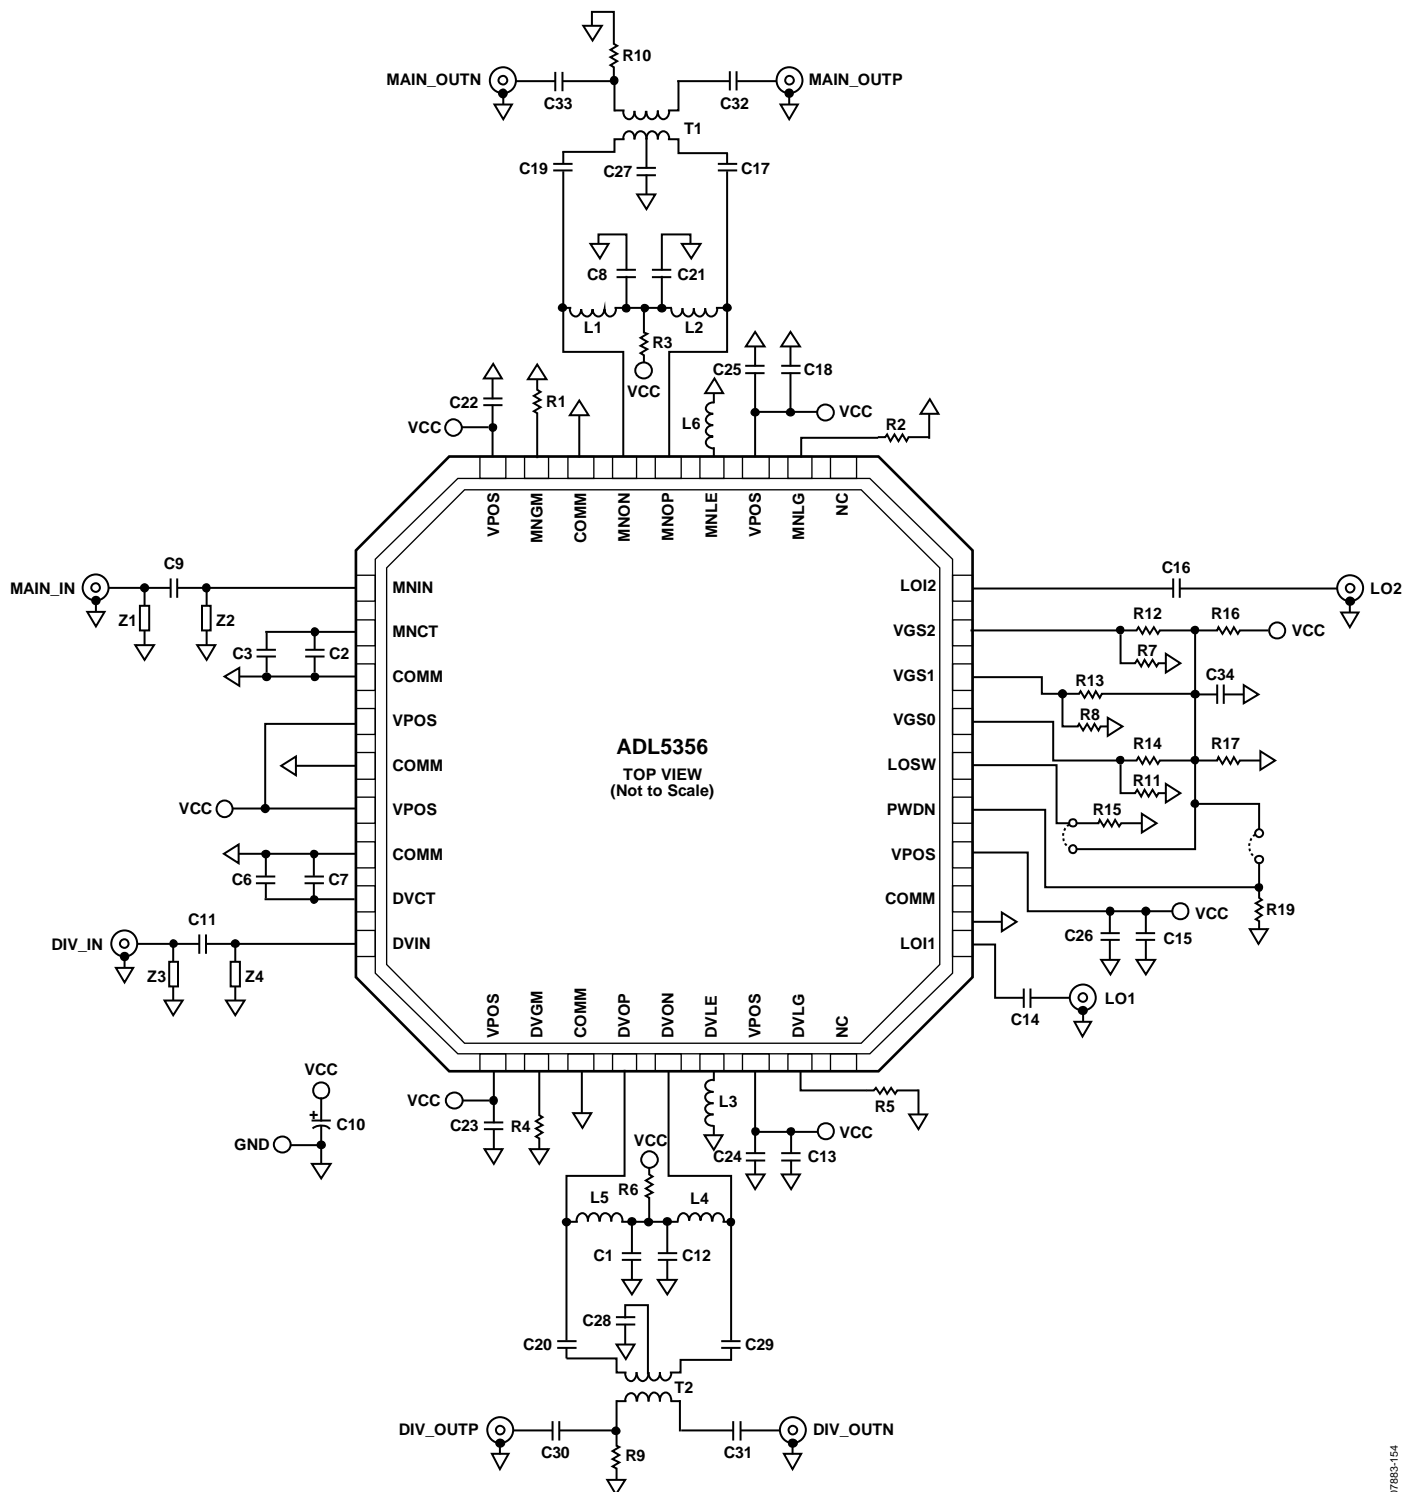 R10
MAIN_OUTN
MAIN_OUTP
C33
C32
T1
C19
C27
C17
C8
C21
L1
L2
R3
VCC
C25
C18
C22
R1
VCC
L6
VCC
R2
VPOS
MNGM
COMM
MNON
MNOP
MNLE
VPOS
MNLG
NC
MAIN_IN
C9
Z1
Z2
C3
C2
VCC
C6
C7
DIV_IN
C11
Z3
Z4
MNIN
MNCT
COMM
VPOS
COMM
VPOS
COMM
DVCT
DVIN
ADL5356
TOP VIEW
(Not to Scale)
LOI2
VGS2
VGS1
VGS0
LOSW
PWDN
VPOS
COMM
LOI1
C16
LO2
R12
R16
VCC
R7
R13
C34
R8
R14
R17
R11
R15
R19
VCC
C26
C15
LO1
C14
VPOS
DVGM
COMM
DVOP
DVON
DVLE
VPOS
DVLG
NC
VCC
C10
GND
VCC
C23
R4
L3
R5
VCC
C24
C13
VCC
R6
L5
L4
C1
C12
C28
C20
C29
T2
DIV_OUTP
DIV_OUTN
C30
C31
R9
07883-154